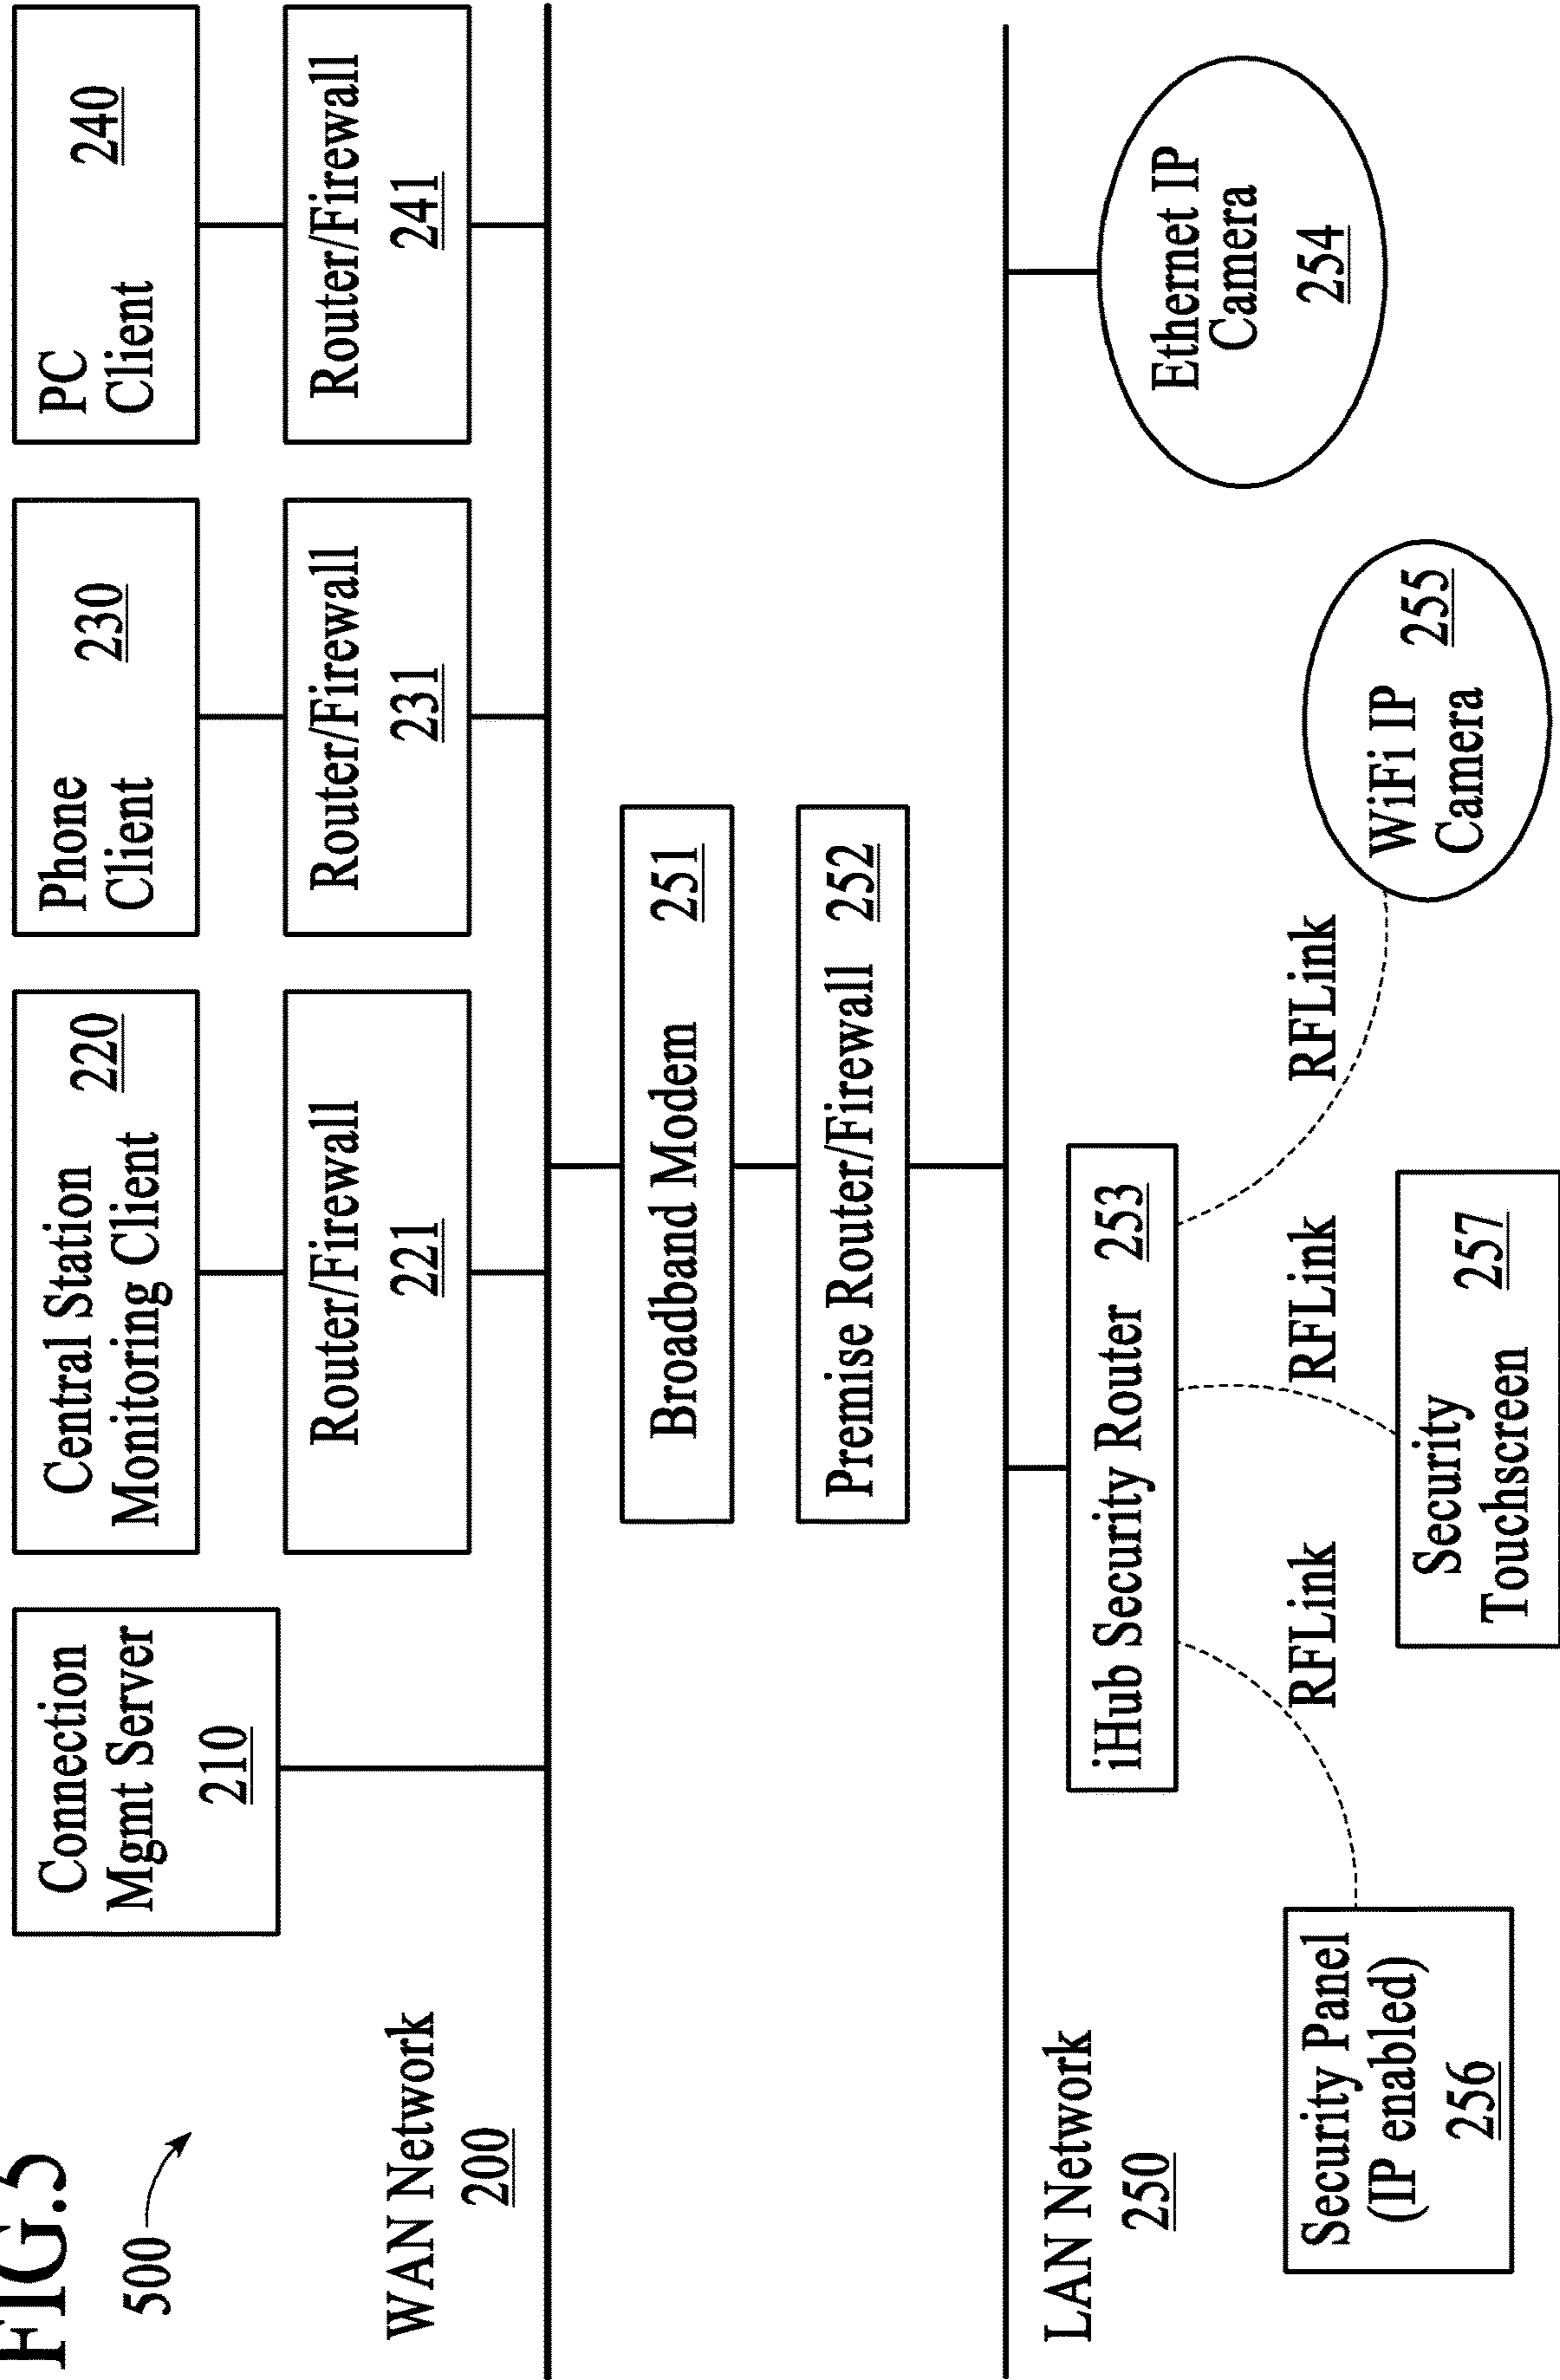 FIG.5
500
Connection
Mgmt Server
210
Central Station
Monitoring Client
220
Phone
Client
230
PC
Client
240
Router/Firewall
221
Router/Firewall
231
Router/Firewall
241
WAN Network
200
Broadband Modem 251
Premise Router/Firewall 252
LAN Network
250
iHub Security Router 253
RFLink
RFLink
RFLink
Security Panel
(IP enabled)
256
Security
Touchscreen
257
WiFi IP
Camera
255
Ethernet IP
Camera
254